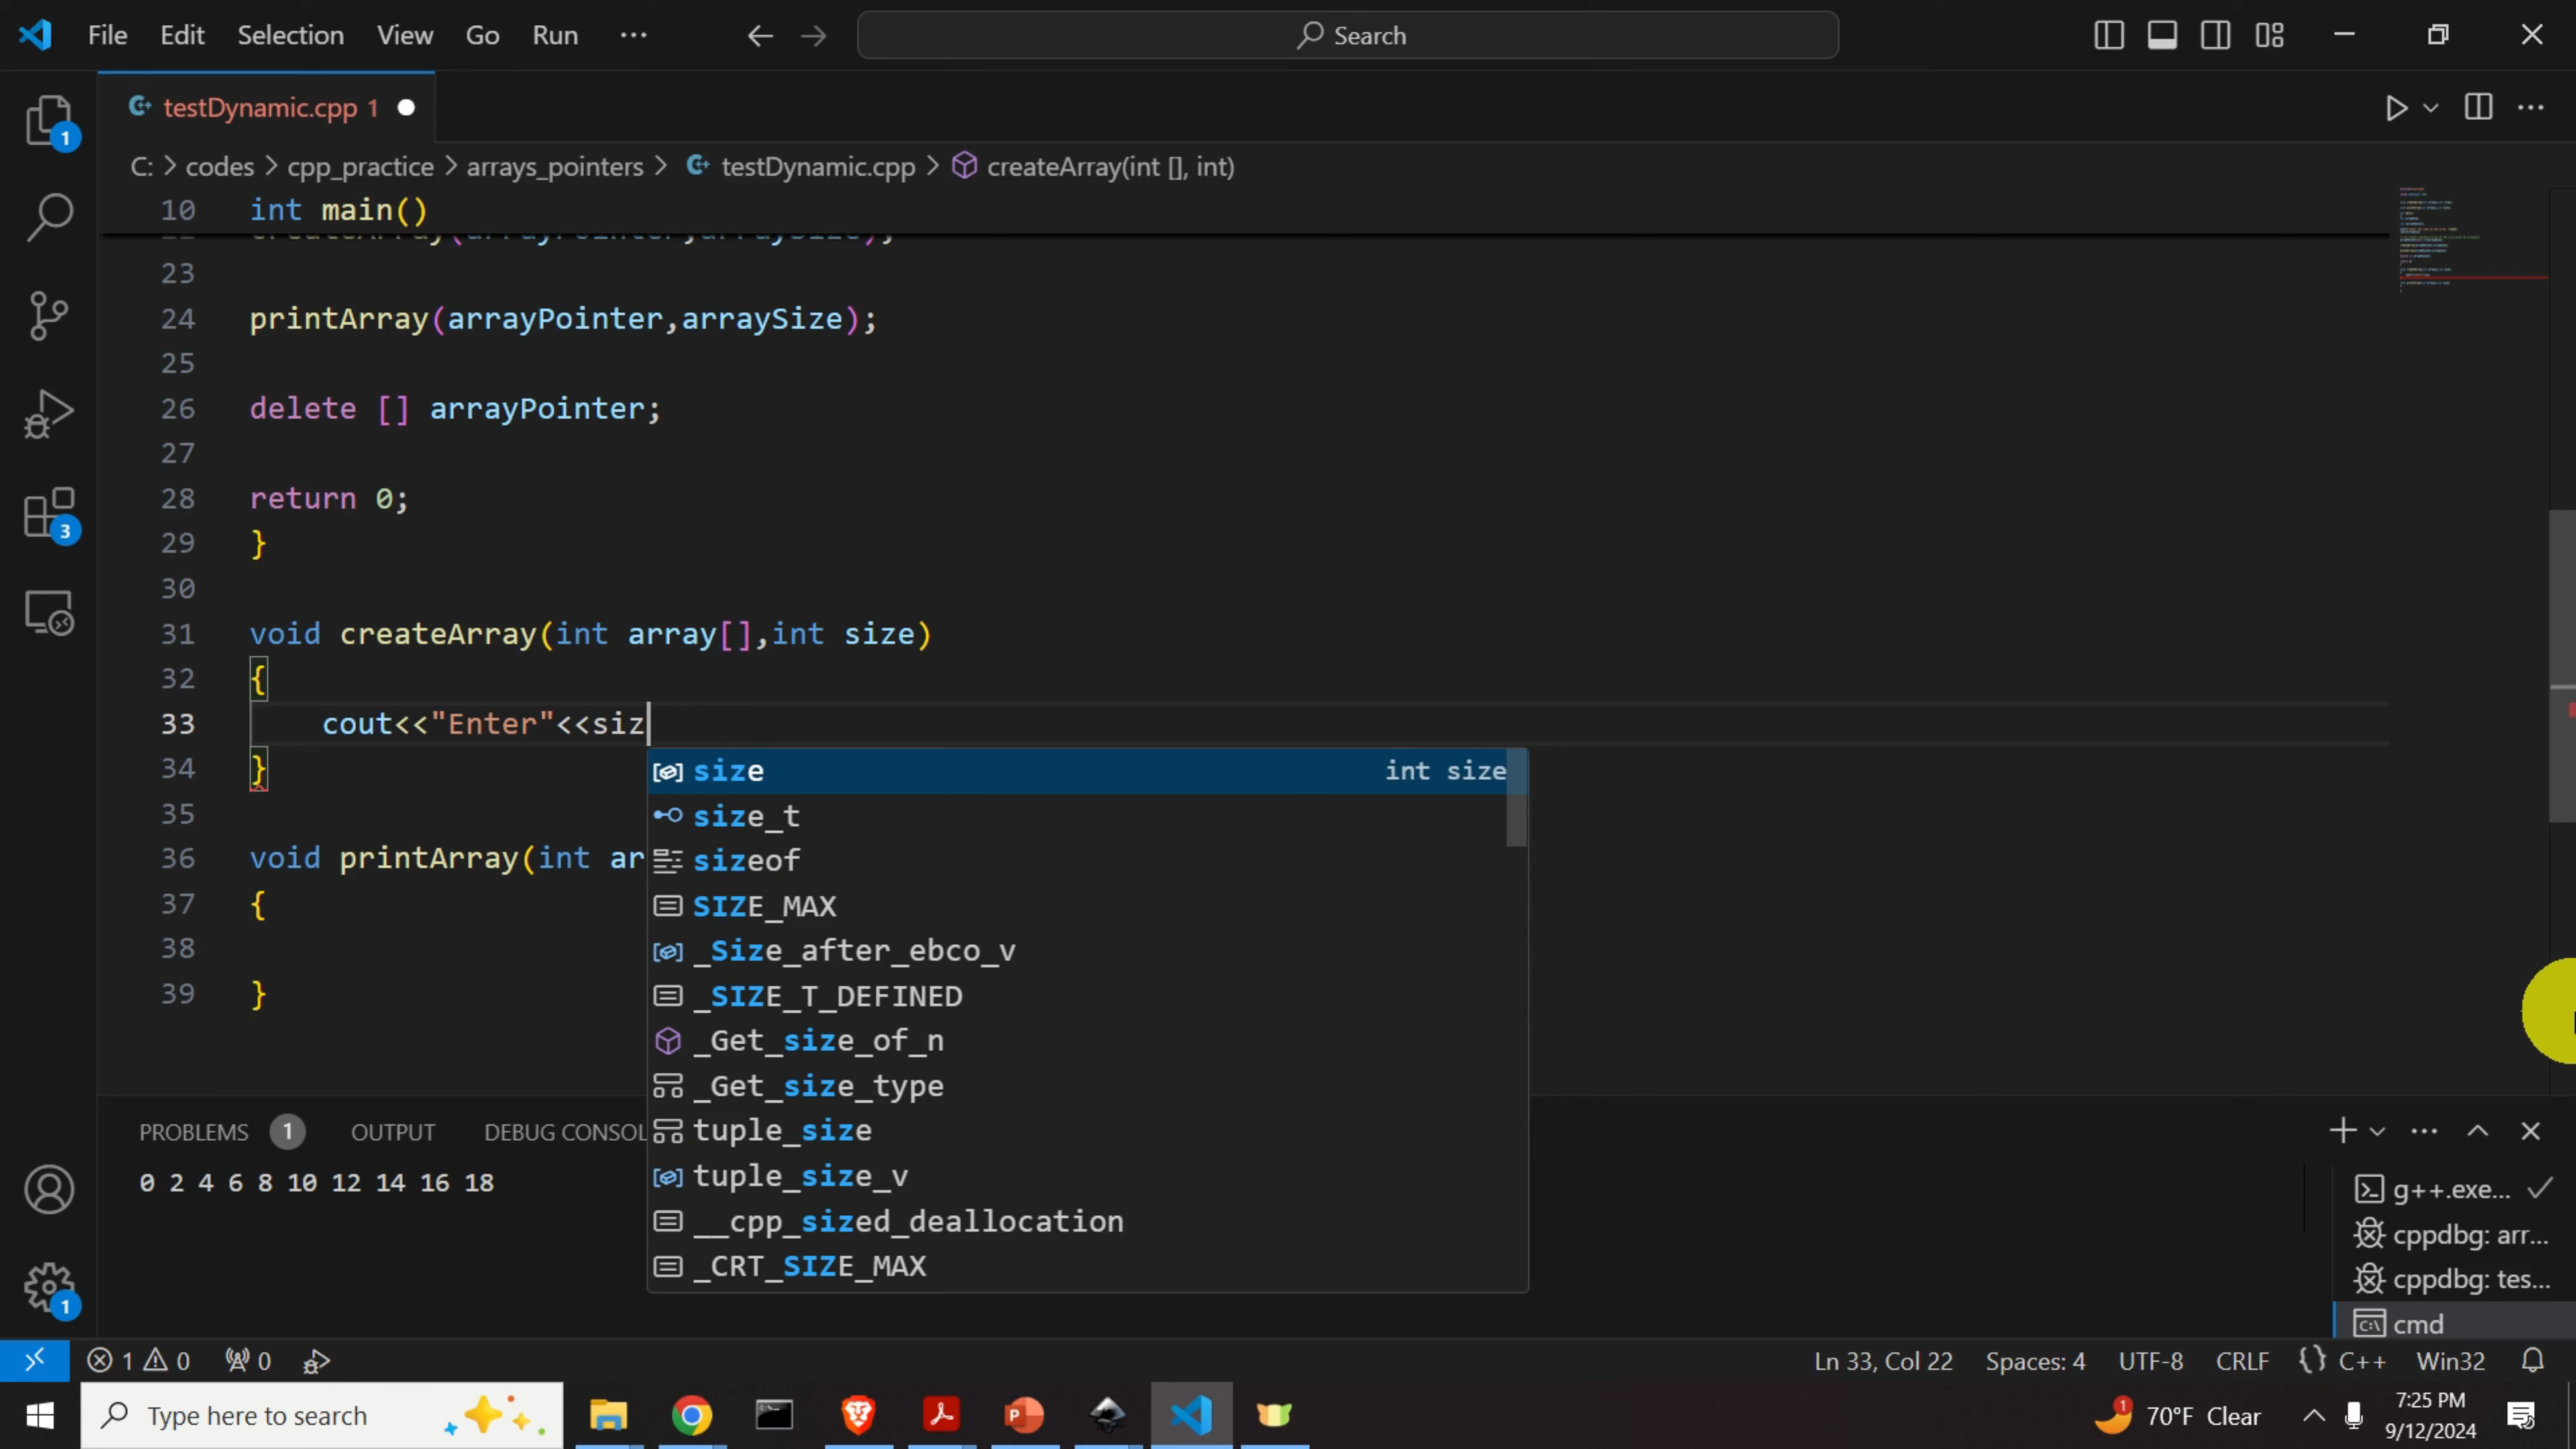 File Edit Selection View Go Run ··· Search
testDynamic.cpp 1
C: > codes > cpp_practice > arrays_pointers > testDynamic.cpp > createArray(int [], int)
10 int main()
createArray(arrayPointer,arraySize);
23
24 printArray(arrayPointer,arraySize);
25
26 delete [] arrayPointer;
27
28 return 0;
29 }
30
31 void createArray(int array[],int size)
32 {
33 cout<<"Enter"<<siz
34 }
35
36 void printArray(int ar
37 {
38
39 }
size int size
size_t
sizeof
SIZE_MAX
_Size_after_ebco_v
_SIZE_T_DEFINED
_Get_size_of_n
_Get_size_type
tuple_size
tuple_size_v
__cpp_sized_deallocation
_CRT_SIZE_MAX
PROBLEMS 1 OUTPUT DEBUG CONSOL
0 2 4 6 8 10 12 14 16 18
g++.exe...
cppdbg: arr...
cppdbg: tes...
cmd
1 0 0 Ln 33, Col 22 Spaces: 4 UTF-8 CRLF {} C++ Win32
Type here to search 70°F Clear 7:25 PM
9/12/2024